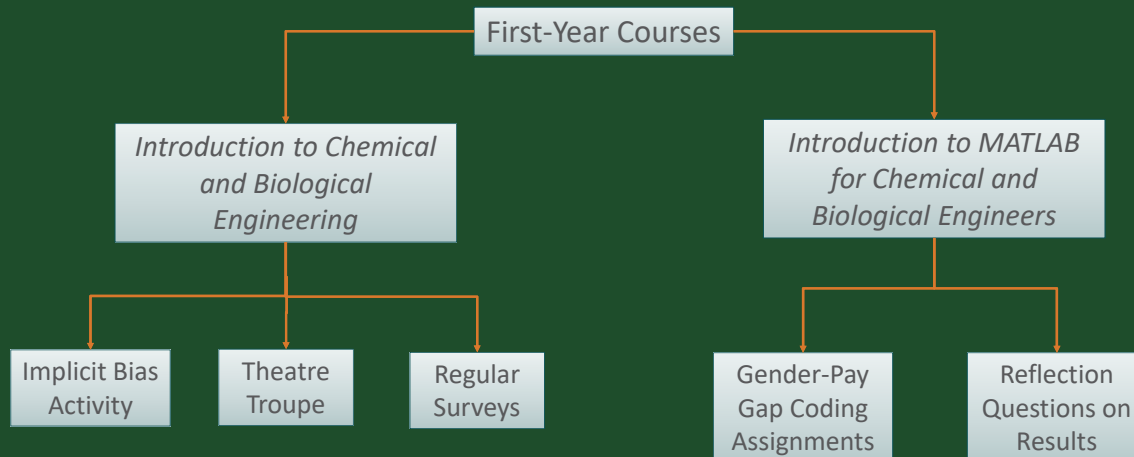 First-Year Courses
Introduction to Chemical
and Biological
Engineering
Introduction to MATLAB
for Chemical and
Biological Engineers
Implicit Bias
Activity
Theatre
Troupe
Regular
Surveys
Gender-Pay
Gap Coding
Assignments
Reflection
Questions on
Results